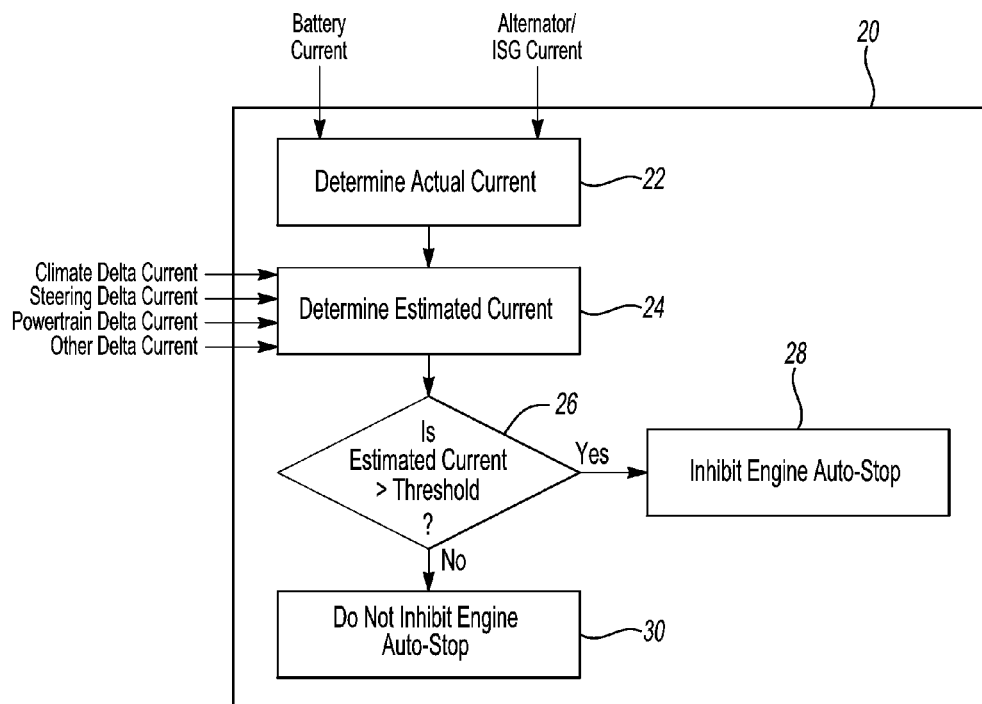 Battery
Current
Alternator/
ISG Current
20
Determine Actual Current
22
Climate Delta Current
Steering Delta Current
Powertrain Delta Current
Other Delta Current
Determine Estimated Current
24
26
Is
Estimated Current
> Threshold
?
Yes
28
Inhibit Engine Auto-Stop
No
Do Not Inhibit Engine
Auto-Stop
30